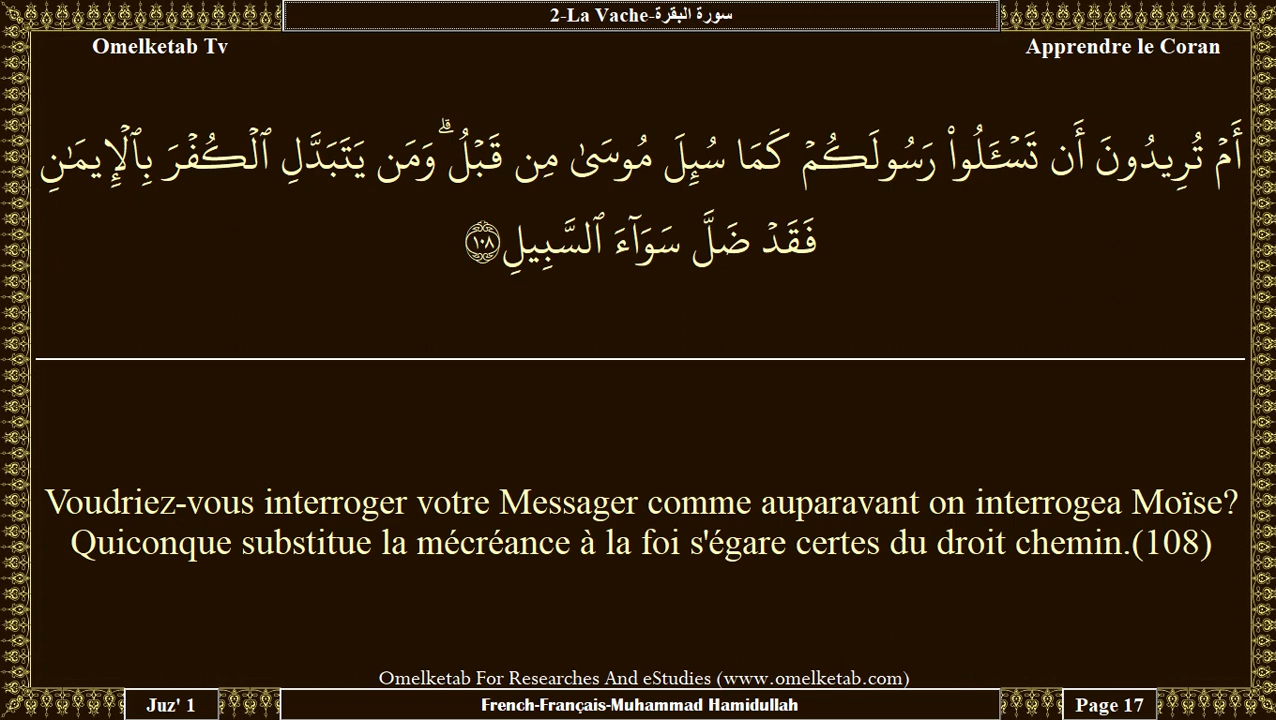 2-La Vache-سورة البقرة
Omelketab Tv
Apprendre le Coran
أَمۡ تُرِيدُونَ أَن تَسۡـَٔلُواْ رَسُولَكُمۡ كَمَا سُئِلَ مُوسَىٰ مِن قَبۡلُۗ وَمَن يَتَبَدَّلِ ٱلۡكُفۡرَ بِٱلۡإِيمَٰنِ
فَقَدۡ ضَلَّ سَوَآءَ ٱلسَّبِيلِ ١٠٨
Voudriez-vous interroger votre Messager comme auparavant on interrogea Moïse?
Quiconque substitue la mécréance à la foi s'égare certes du droit chemin.(108)
Omelketab For Researches And eStudies (www.omelketab.com)
Juz' 1
French-Français-Muhammad Hamidullah
Page 17